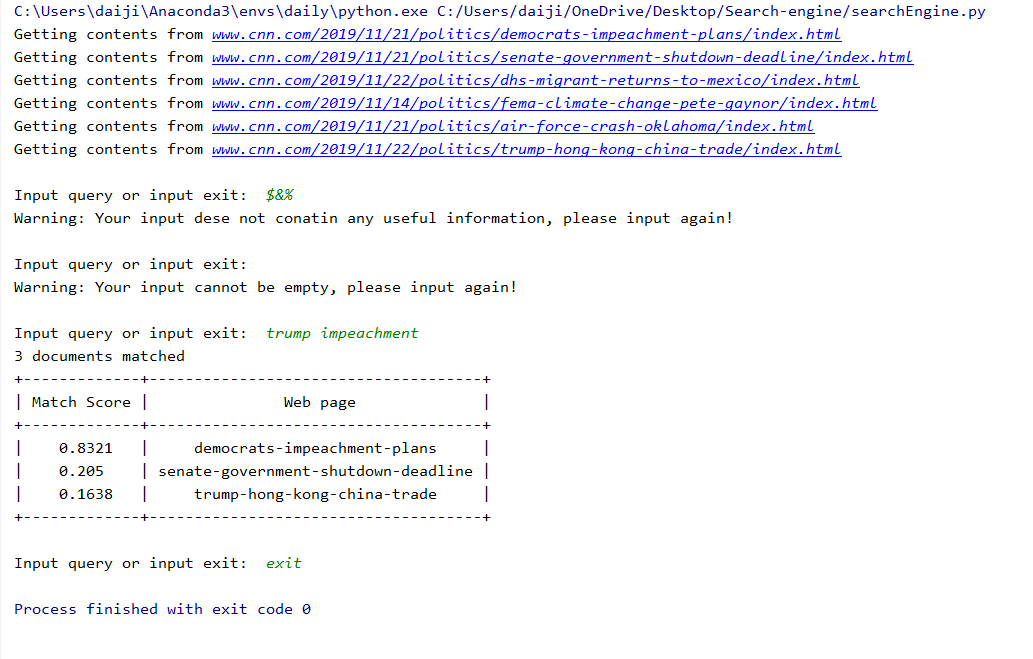 C:\Users\daiji\Anaconda3\envs\daily\python.exe C:/Users/daiji/OneDrive/Desktop/Search-engine/searchEngine.py
Getting contents from www.cnn.com/2019/11/21/politics/democrats-impeachment-plans/index.html
Getting contents from www.cnn.com/2019/11/21/politics/senate-government-shutdown-deadline/index.html
Getting contents from www.cnn.com/2019/11/22/politics/dhs-migrant-returns-to-mexico/index.html
Getting contents from www.cnn.com/2019/11/14/politics/fema-climate-change-pete-gaynor/index.html
Getting contents from www.cnn.com/2019/11/21/politics/air-force-crash-oklahoma/index.html
Getting contents from www.cnn.com/2019/11/22/politics/trump-hong-kong-china-trade/index.html
Input query or input exit:  $&%
Warning: Your input dese not conatin any useful information, please input again!
Input query or input exit:
Warning: Your input cannot be empty, please input again!
Input query or input exit:  trump impeachment
3 documents matched
+-------------+-------------------------------------+
| Match Score |               Web page              |
+-------------+-------------------------------------+
|    0.8321   |     democrats-impeachment-plans     |
|    0.205    | senate-government-shutdown-deadline |
|    0.1638   |     trump-hong-kong-china-trade     |
+-------------+-------------------------------------+
Input query or input exit:  exit
Process finished with exit code 0